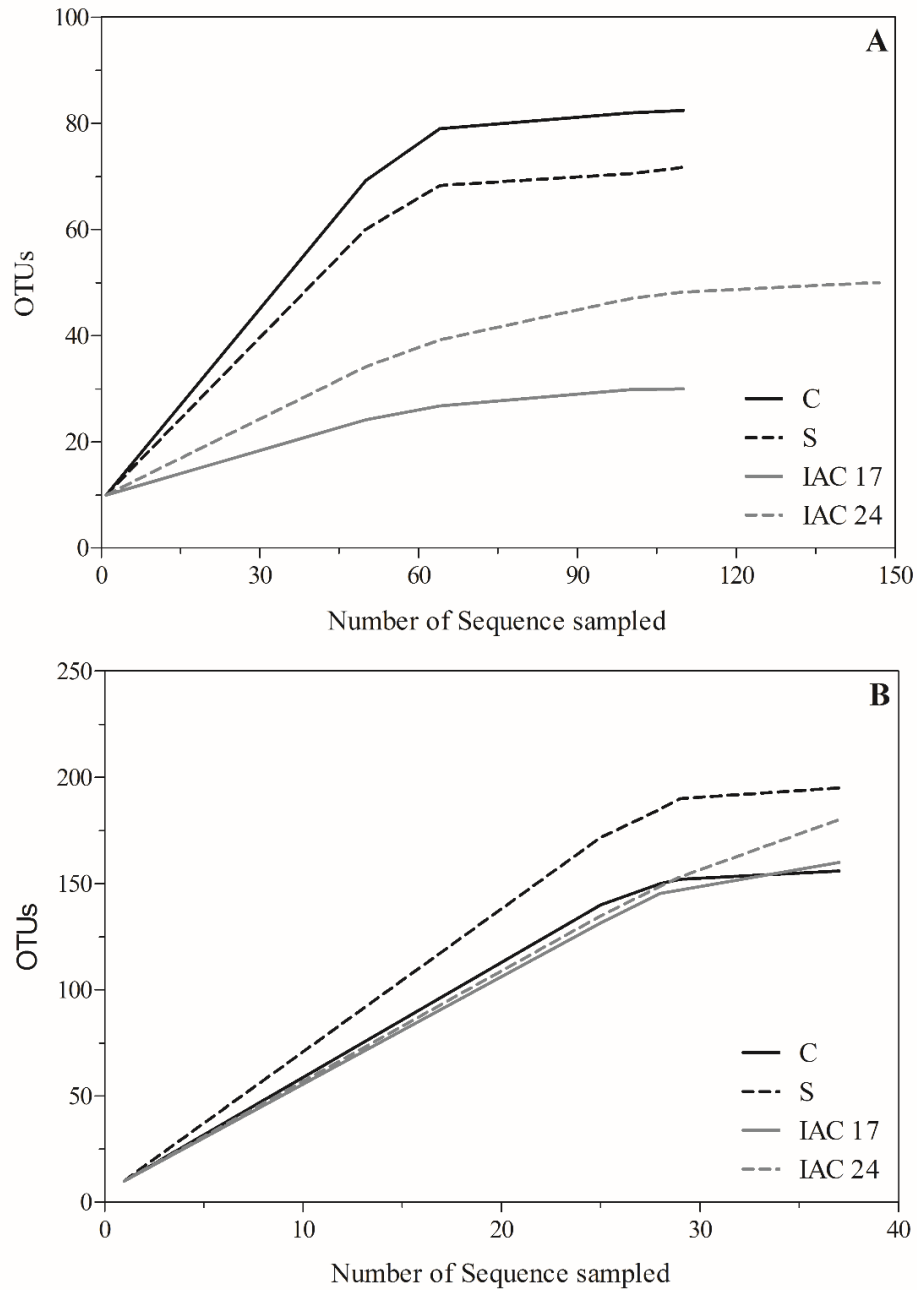 A
100
80
60
40
20
0
OTUs
C
S
IAC 17
IAC 24
0 30 60 90 120 150
Number of Sequence sampled
B
250
200
150
100
50
0
OTUs
C
S
IAC 17
IAC 24
0 10 20 30 40
Number of Sequence sampled